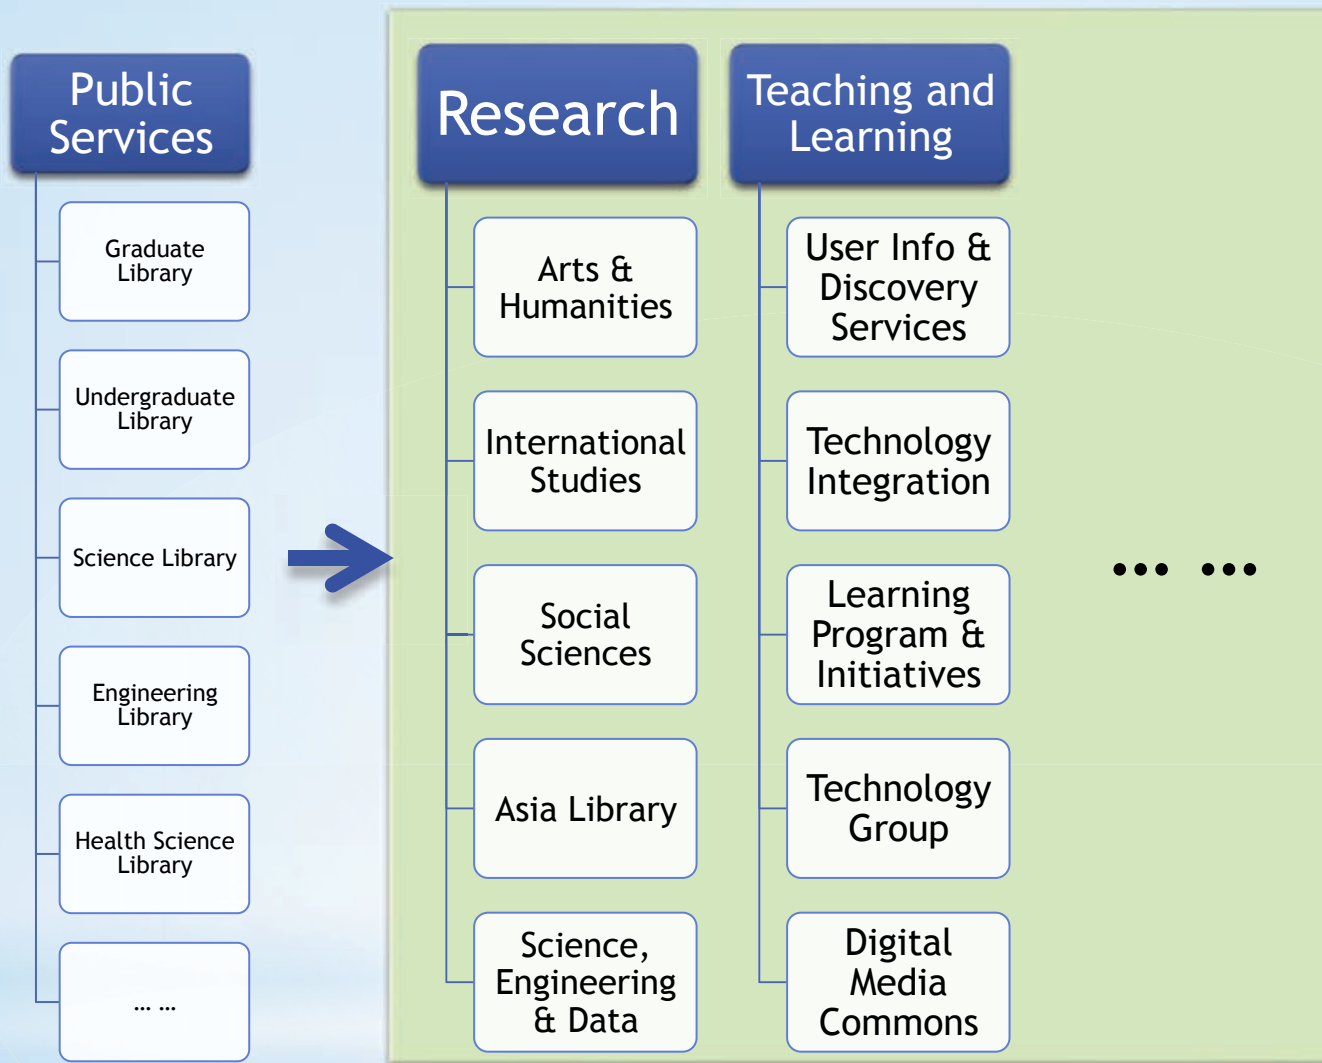 Public
Services
Graduate
Library
Undergraduate
Library
Science Library
Engineering
Library
Health Science
Library
... ...
Research
Arts &
Humanities
International
Studies
Social
Sciences
Asia Library
Science,
Engineering
& Data
Teaching and
Learning
User Info &
Discovery
Services
Technology
Integration
Learning
Program &
Initiatives
Technology
Group
Digital
Media
Commons
... ...